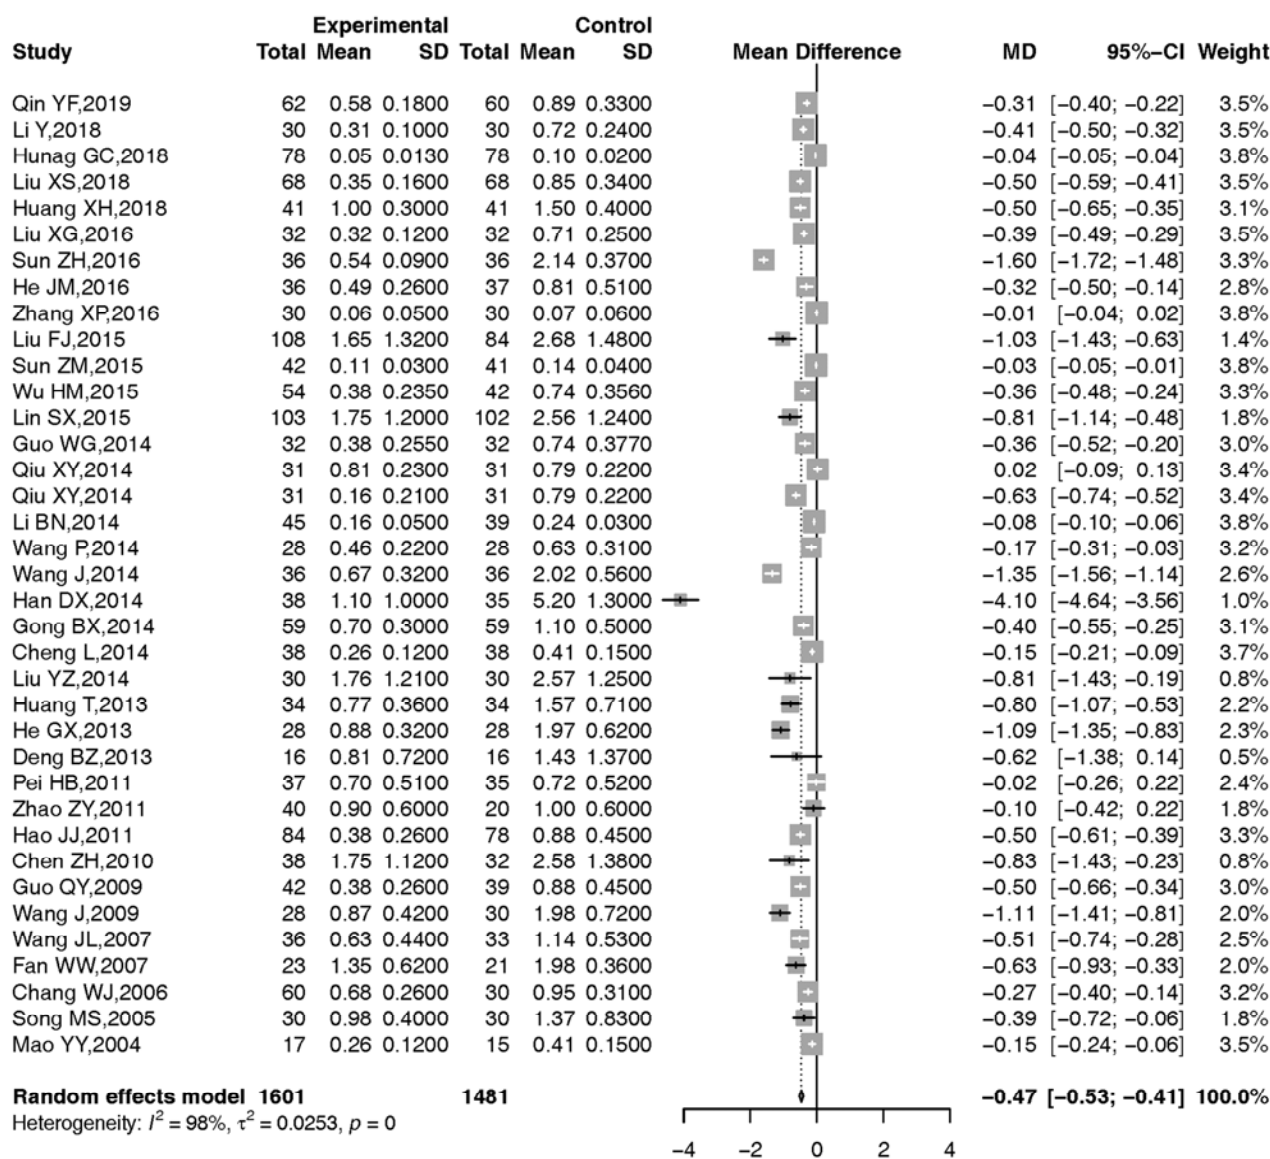 Experimental Control
Study Total Mean SD Total Mean SD Mean Difference MD 95%−CI Weight
Qin YF,2019 62 0.58 0.1800 60 0.89 0.3300 −0.31 [−0.40; −0.22] 3.5%
Li Y,2018 30 0.31 0.1000 30 0.72 0.2400 −0.41 [−0.50; −0.32] 3.5%
Hunag GC,2018 78 0.05 0.0130 78 0.10 0.0200 −0.04 [−0.05; −0.04] 3.8%
Liu XS,2018 68 0.35 0.1600 68 0.85 0.3400 −0.50 [−0.59; −0.41] 3.5%
Huang XH,2018 41 1.00 0.3000 41 1.50 0.4000 −0.50 [−0.65; −0.35] 3.1%
Liu XG,2016 32 0.32 0.1200 32 0.71 0.2500 −0.39 [−0.49; −0.29] 3.5%
Sun ZH,2016 36 0.54 0.0900 36 2.14 0.3700 −1.60 [−1.72; −1.48] 3.3%
He JM,2016 36 0.49 0.2600 37 0.81 0.5100 −0.32 [−0.50; −0.14] 2.8%
Zhang XP,2016 30 0.06 0.0500 30 0.07 0.0600 −0.01 [−0.04; 0.02] 3.8%
Liu FJ,2015 108 1.65 1.3200 84 2.68 1.4800 −1.03 [−1.43; −0.63] 1.4%
Sun ZM,2015 42 0.11 0.0300 41 0.14 0.0400 −0.03 [−0.05; −0.01] 3.8%
Wu HM,2015 54 0.38 0.2350 42 0.74 0.3560 −0.36 [−0.48; −0.24] 3.3%
Lin SX,2015 103 1.75 1.2000 102 2.56 1.2400 −0.81 [−1.14; −0.48] 1.8%
Guo WG,2014 32 0.38 0.2550 32 0.74 0.3770 −0.36 [−0.52; −0.20] 3.0%
Qiu XY,2014 31 0.81 0.2300 31 0.79 0.2200 0.02 [−0.09; 0.13] 3.4%
Qiu XY,2014 31 0.16 0.2100 31 0.79 0.2200 −0.63 [−0.74; −0.52] 3.4%
Li BN,2014 45 0.16 0.0500 39 0.24 0.0300 −0.08 [−0.10; −0.06] 3.8%
Wang P,2014 28 0.46 0.2200 28 0.63 0.3100 −0.17 [−0.31; −0.03] 3.2%
Wang J,2014 36 0.67 0.3200 36 2.02 0.5600 −1.35 [−1.56; −1.14] 2.6%
Han DX,2014 38 1.10 1.0000 35 5.20 1.3000 −4.10 [−4.64; −3.56] 1.0%
Gong BX,2014 59 0.70 0.3000 59 1.10 0.5000 −0.40 [−0.55; −0.25] 3.1%
Cheng L,2014 38 0.26 0.1200 38 0.41 0.1500 −0.15 [−0.21; −0.09] 3.7%
Liu YZ,2014 30 1.76 1.2100 30 2.57 1.2500 −0.81 [−1.43; −0.19] 0.8%
Huang T,2013 34 0.77 0.3600 34 1.57 0.7100 −0.80 [−1.07; −0.53] 2.2%
He GX,2013 28 0.88 0.3200 28 1.97 0.6200 −1.09 [−1.35; −0.83] 2.3%
Deng BZ,2013 16 0.81 0.7200 16 1.43 1.3700 −0.62 [−1.38; 0.14] 0.5%
Pei HB,2011 37 0.70 0.5100 35 0.72 0.5200 −0.02 [−0.26; 0.22] 2.4%
Zhao ZY,2011 40 0.90 0.6000 20 1.00 0.6000 −0.10 [−0.42; 0.22] 1.8%
Hao JJ,2011 84 0.38 0.2600 78 0.88 0.4500 −0.50 [−0.61; −0.39] 3.3%
Chen ZH,2010 38 1.75 1.1200 32 2.58 1.3800 −0.83 [−1.43; −0.23] 0.8%
Guo QY,2009 42 0.38 0.2600 39 0.88 0.4500 −0.50 [−0.66; −0.34] 3.0%
Wang J,2009 28 0.87 0.4200 30 1.98 0.7200 −1.11 [−1.41; −0.81] 2.0%
Wang JL,2007 36 0.63 0.4400 33 1.14 0.5300 −0.51 [−0.74; −0.28] 2.5%
Fan WW,2007 23 1.35 0.6200 21 1.98 0.3600 −0.63 [−0.93; −0.33] 2.0%
Chang WJ,2006 60 0.68 0.2600 30 0.95 0.3100 −0.27 [−0.40; −0.14] 3.2%
Song MS,2005 30 0.98 0.4000 30 1.37 0.8300 −0.39 [−0.72; −0.06] 1.8%
Mao YY,2004 17 0.26 0.1200 15 0.41 0.1500 −0.15 [−0.24; −0.06] 3.5%
Random effects model 1601 1481 −0.47 [−0.53; −0.41] 100.0%
Heterogeneity: I² = 98%, τ² = 0.0253, p = 0
−4 −2 0 2 4